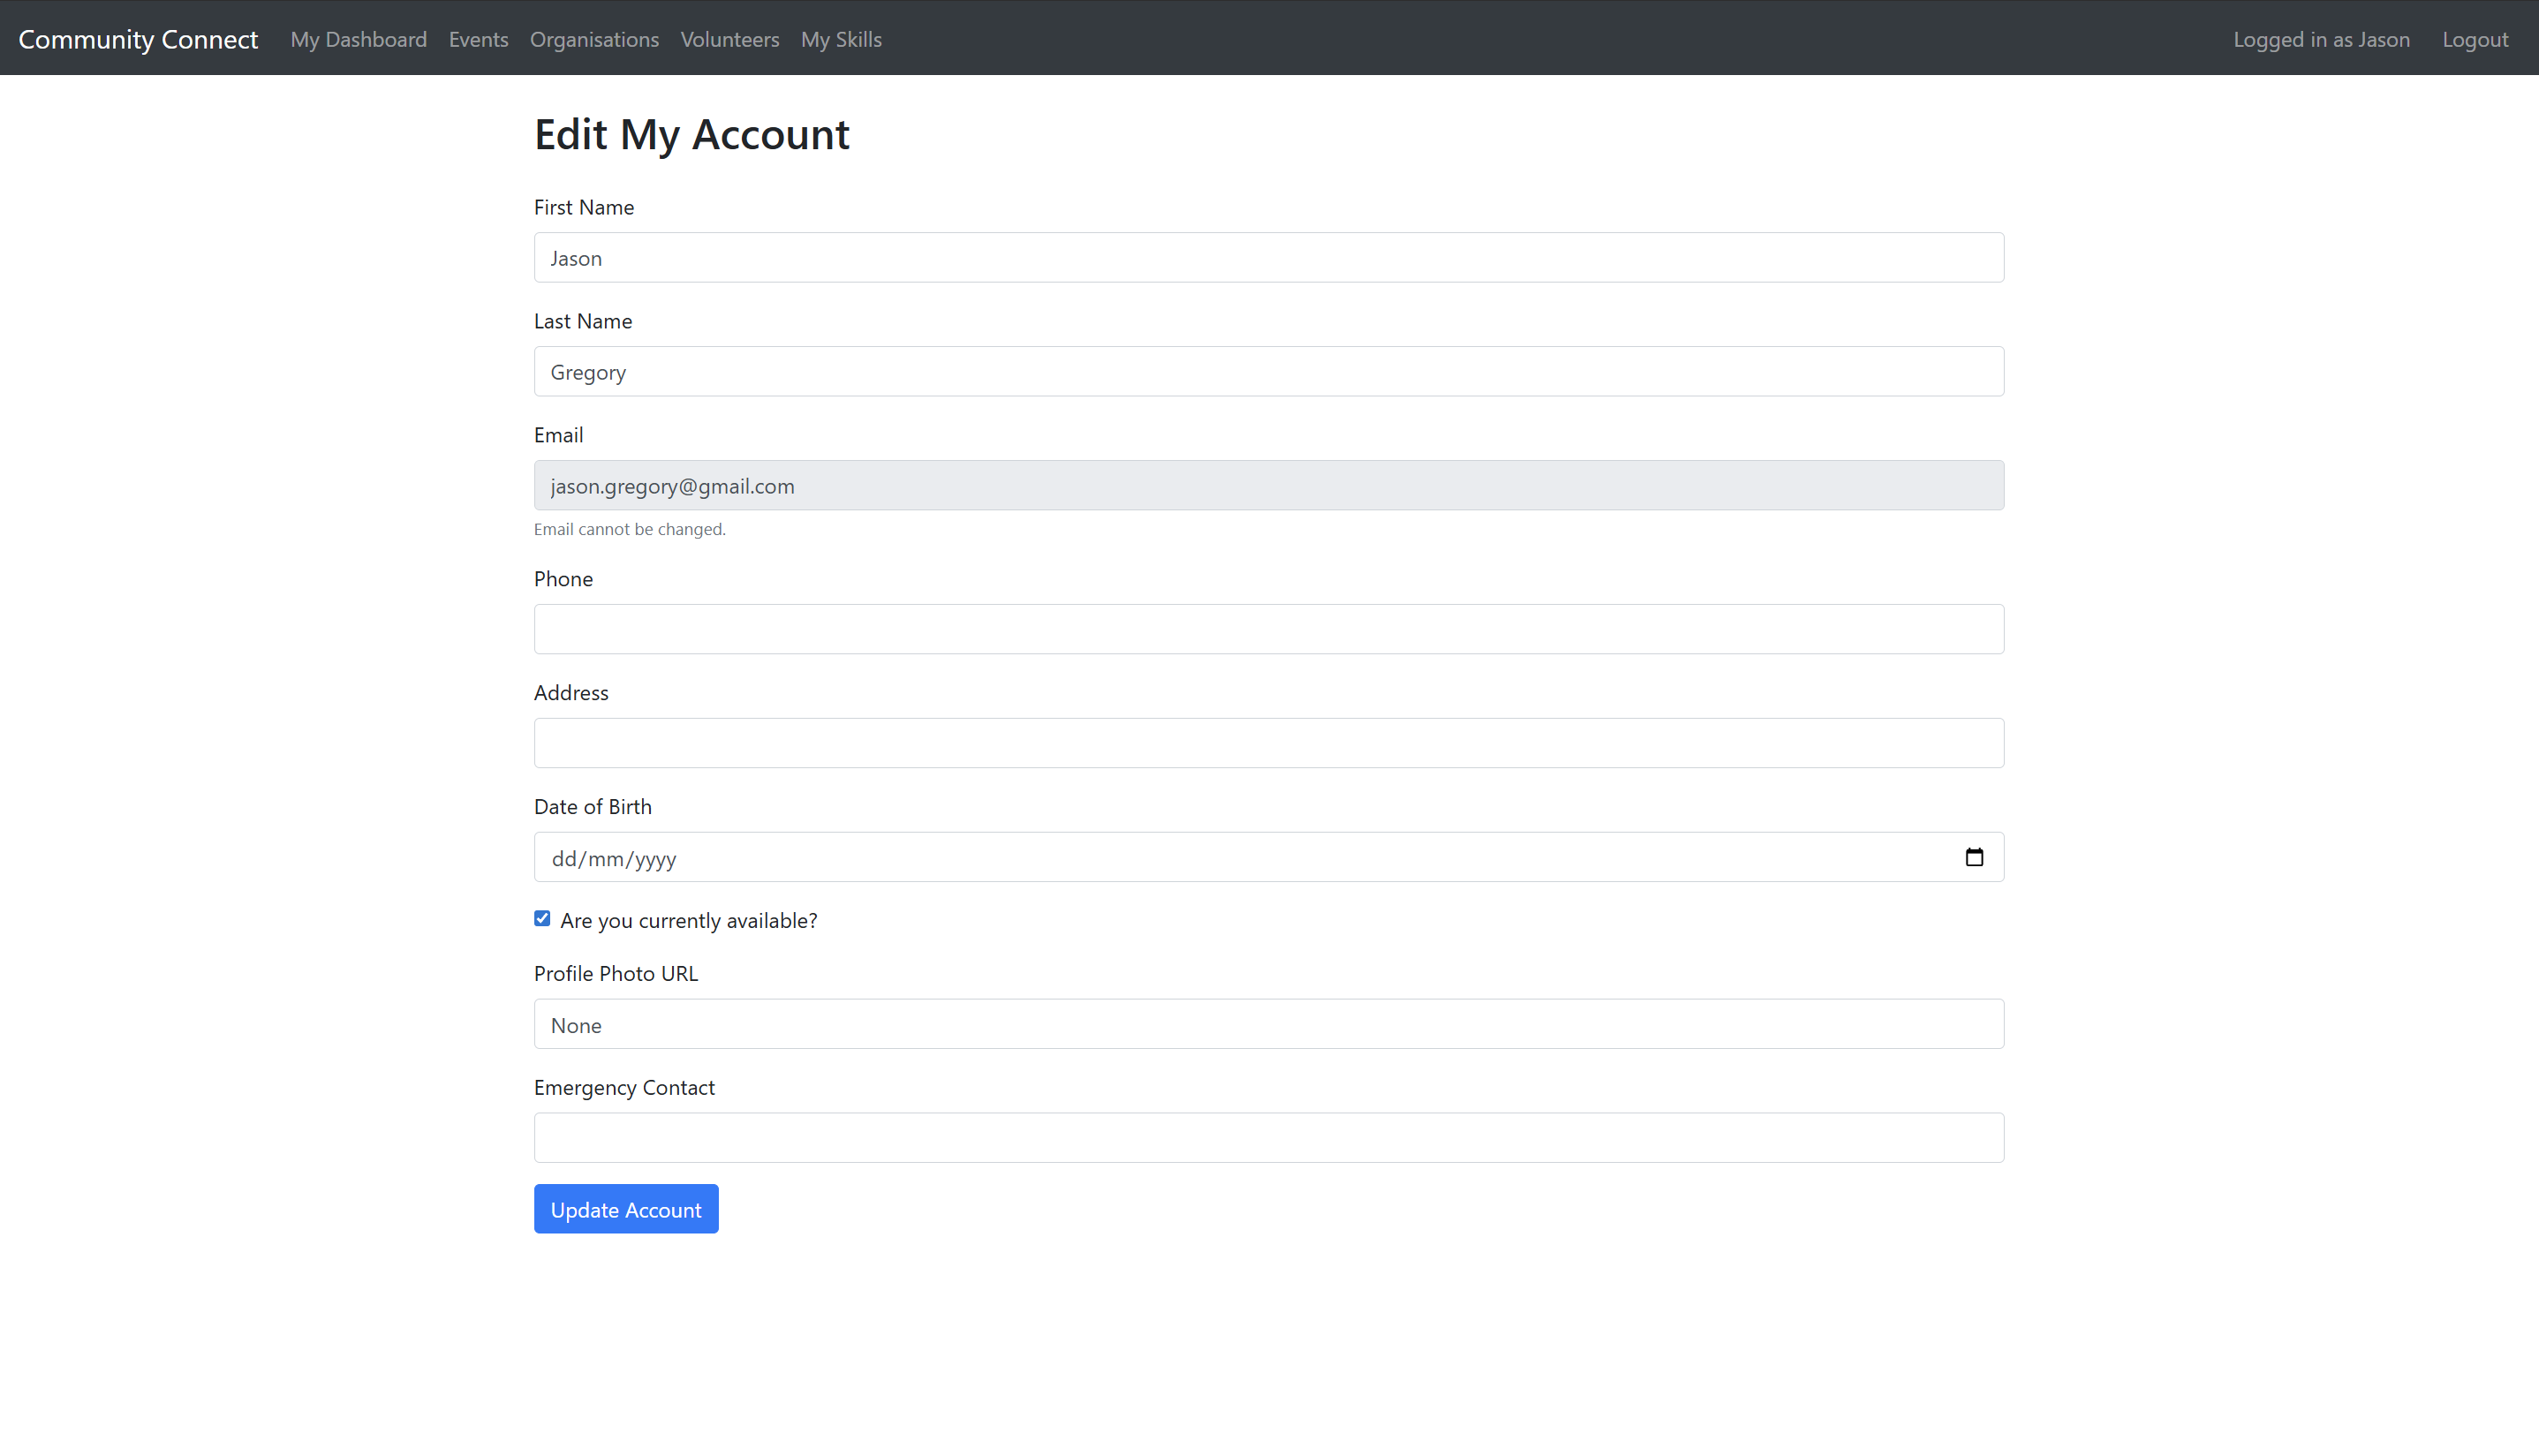 Community Connect My Dashboard Events Organisations Volunteers My Skills Logged in as Jason Logout
Edit My Account
First Name
Jason
Last Name
Gregory
Email
jason.gregory@gmail.com
Email cannot be changed.
Phone
Address
Date of Birth
dd/mm/yyyy
Are you currently available?
Profile Photo URL
None
Emergency Contact
Update Account